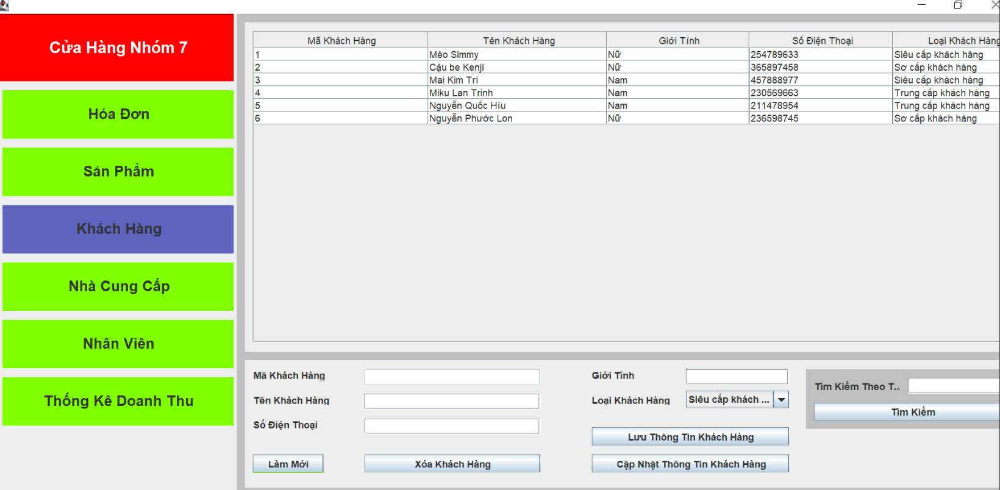 Cửa Hàng Nhóm 7
Hóa Đơn
Sản Phẩm
Khách Hàng
Nhà Cung Cấp
Nhân Viên
Thống Kê Doanh Thu
Mã Khách Hàng Tên Khách Hàng Giới Tính Số Điện Thoại Loại Khách Hàng
1 Mèo Simmy Nữ 254789633 Siêu cấp khách hàng
2 Cậu be Kenji Nữ 365897458 Sơ cấp khách hàng
3 Mai Kim Trí Nam 457888977 Siêu cấp khách hàng
4 Miku Lan Trinh Nam 230569663 Trung cấp khách hàng
5 Nguyễn Quốc Híu Nam 211478954 Trung cấp khách hàng
6 Nguyễn Phước Lon Nữ 236598745 Sơ cấp khách hàng
Mã Khách Hàng
Tên Khách Hàng
Số Điện Thoại
Làm Mới
Xóa Khách Hàng
Giới Tính
Loại Khách Hàng Siêu cấp khách ...
Lưu Thông Tin Khách Hàng
Cập Nhật Thông Tin Khách Hàng
Tìm Kiếm Theo T...
Tìm Kiếm